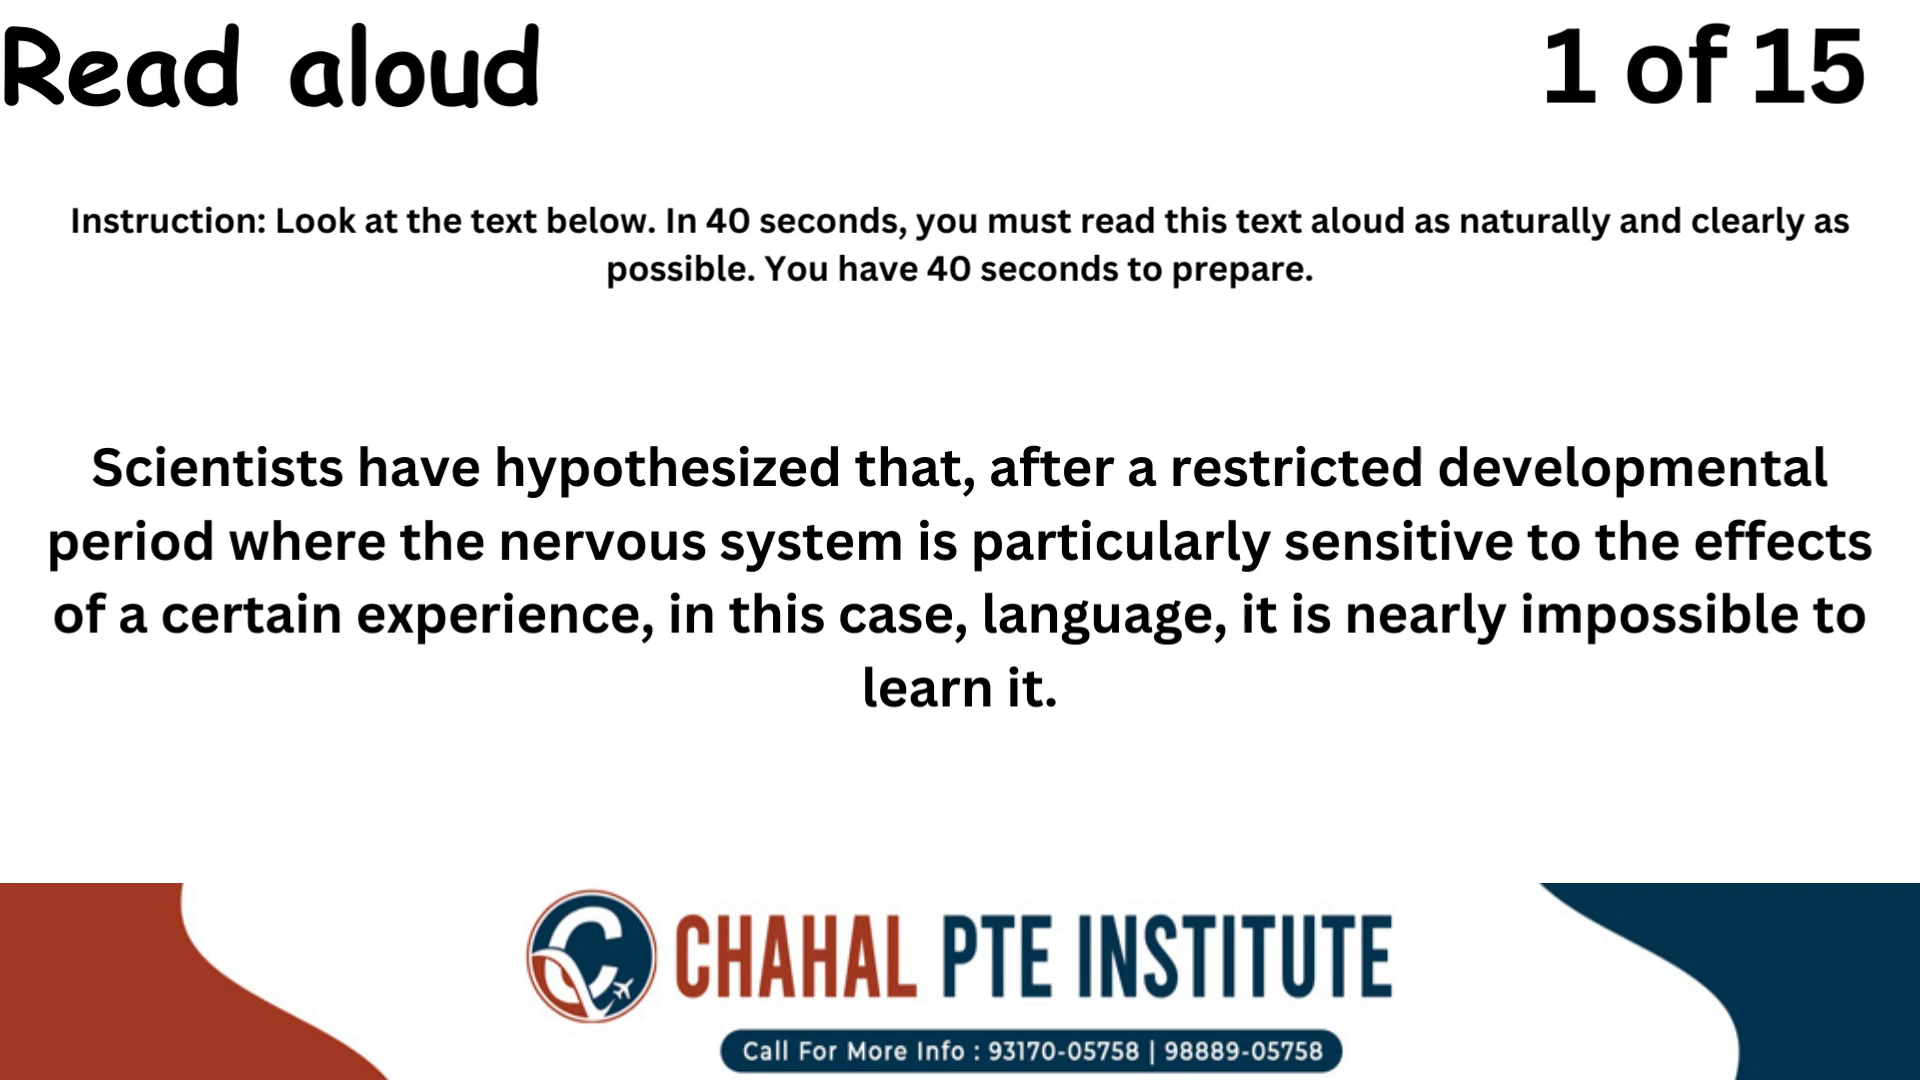 Read aloud
1 of 15
Instruction: Look at the text below. In 40 seconds, you must read this text aloud as naturally and clearly as
possible. You have 40 seconds to prepare.
Scientists have hypothesized that, after a restricted developmental
period where the nervous system is particularly sensitive to the effects
of a certain experience, in this case, language, it is nearly impossible to
learn it.
CHAHAL PTE INSTITUTE
Call For More Info : 93170-05758 | 98889-05758